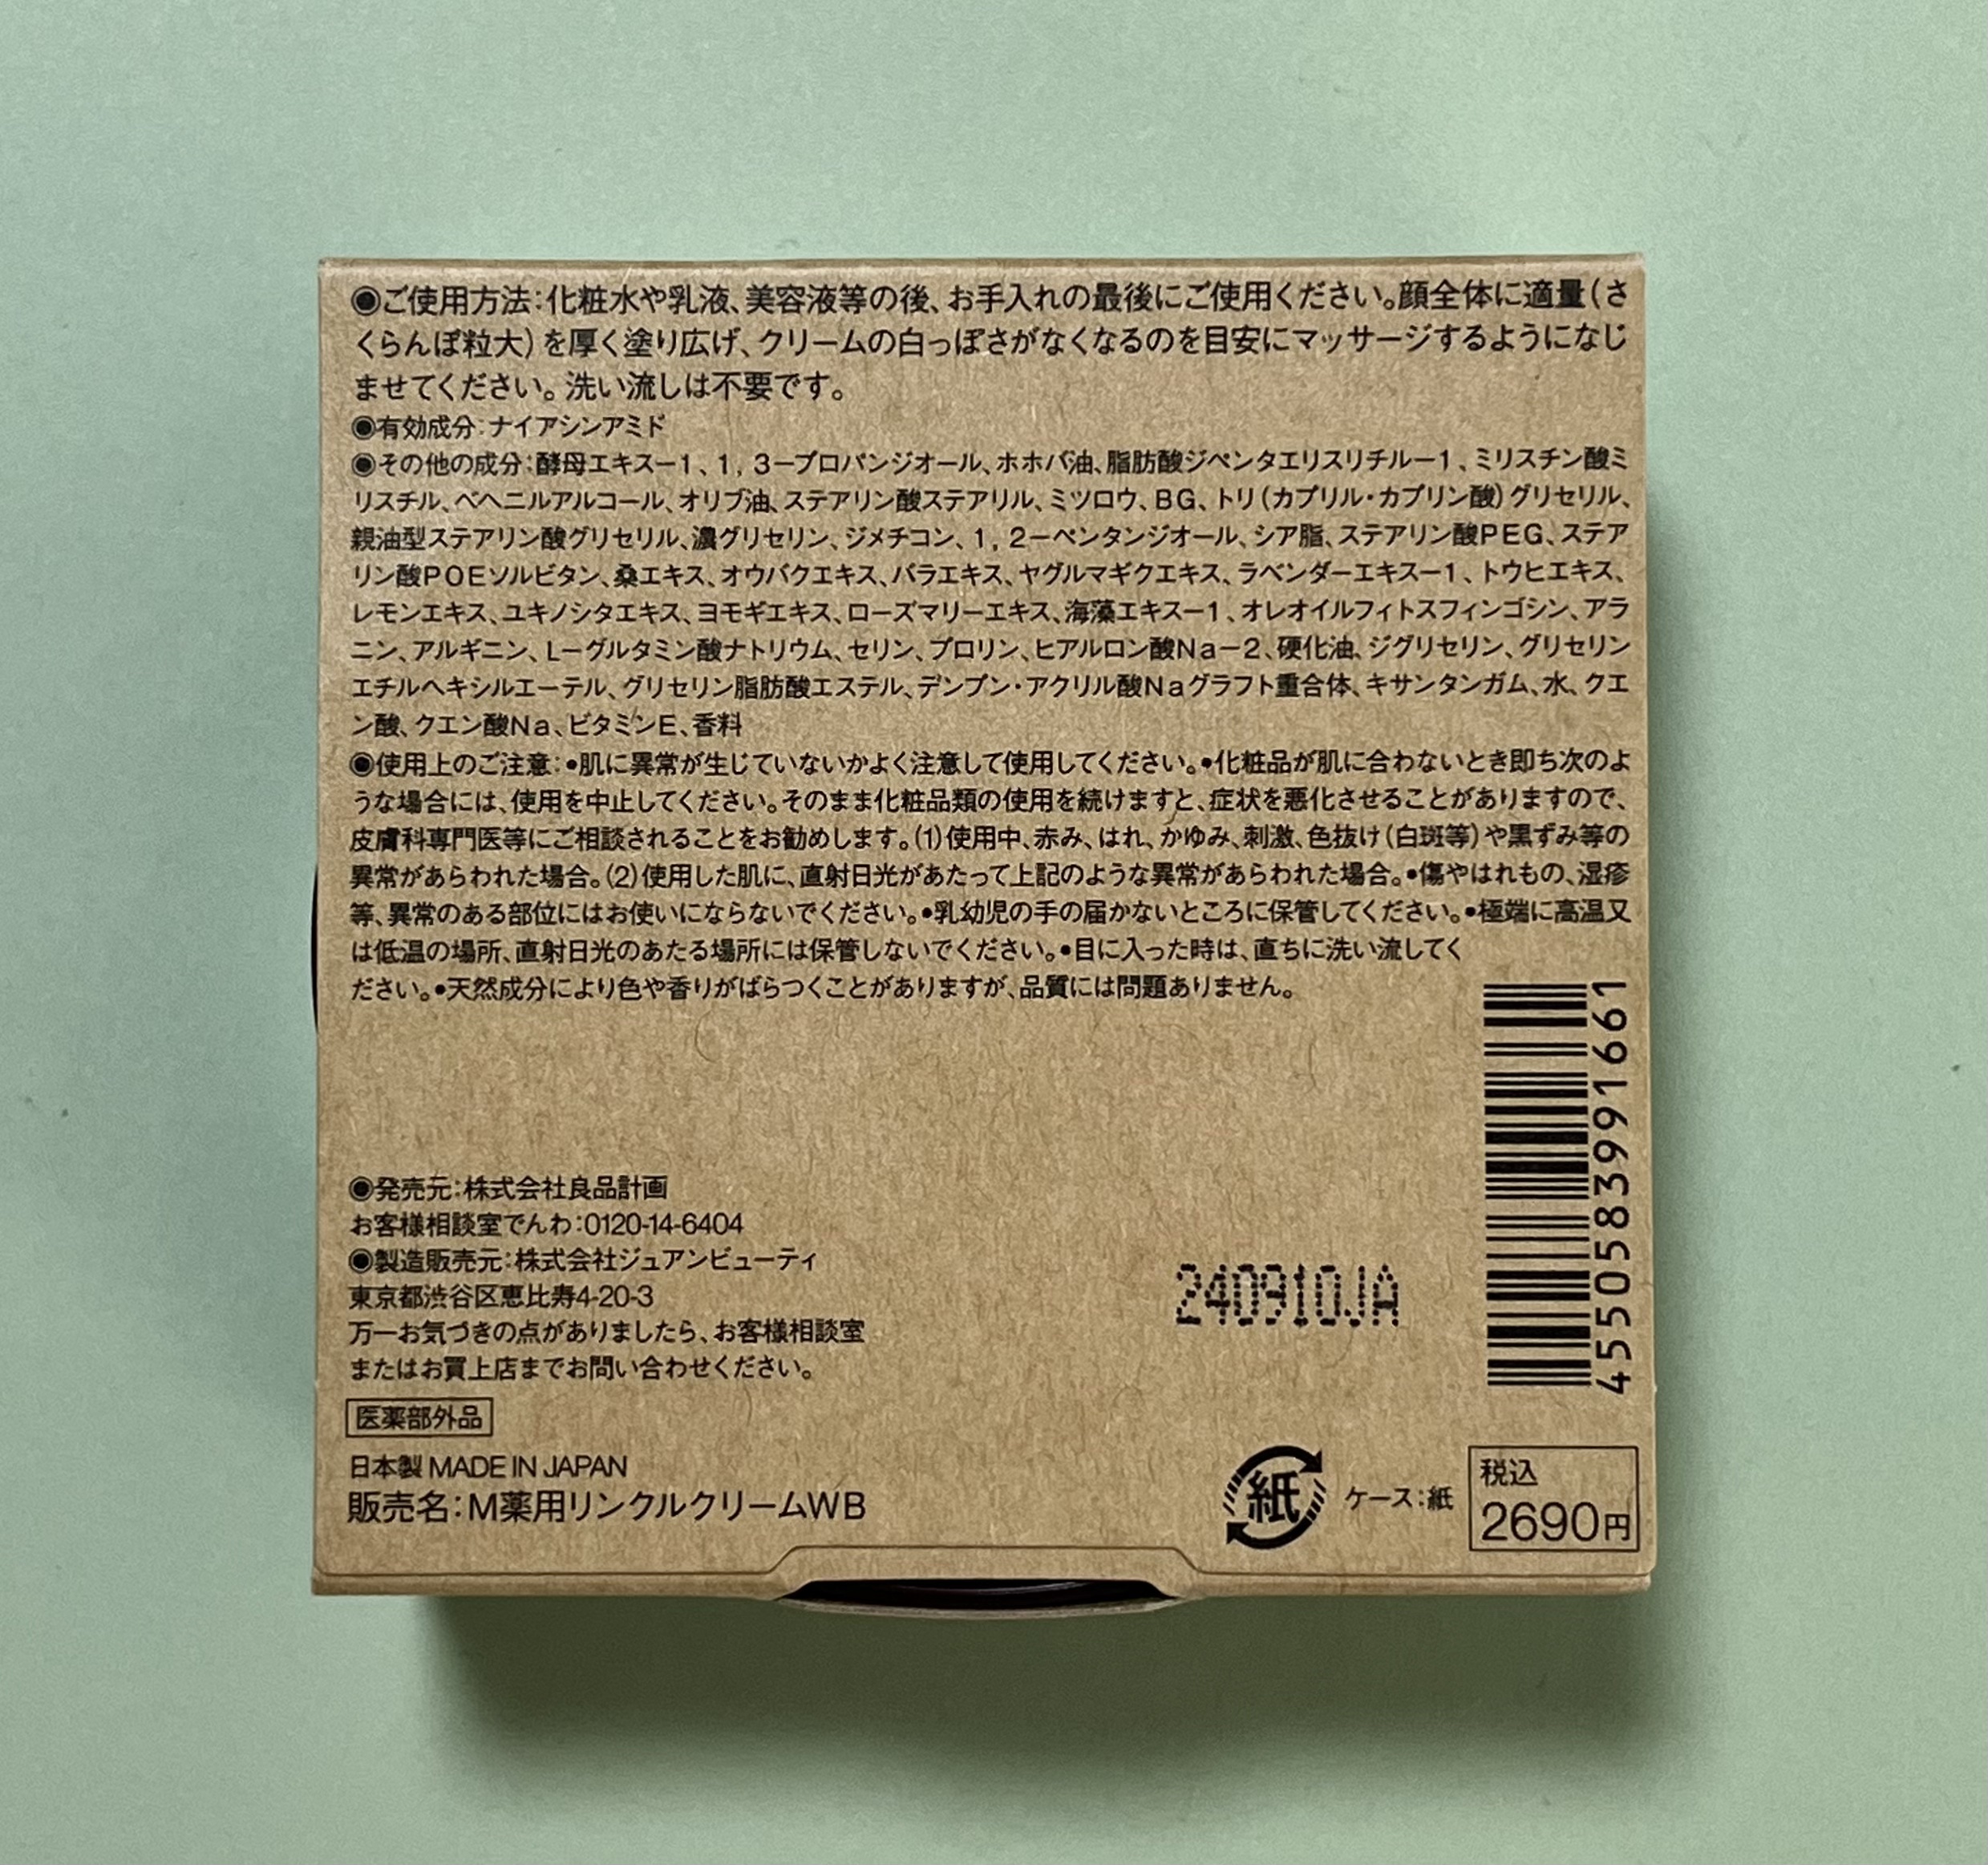 ◉ご使用方法:化粧水や乳液、美容液等の後、お手入れの最後にご使用ください。顔全体に適量(さ
くらんぼ粒大)を厚く塗り広げ、クリームの白っぽさがなくなるのを目安にマッサージするようになじ
ませてください。洗い流しは不要です。
◉有効成分:ナイアシンアミド
◉その他の成分:酵母エキス－1、1，3－プロパンジオール、ホホバ油、脂肪酸ジペンタエリスリチル－1、ミリスチン酸ミ
リスチル、ベヘニルアルコール、オリブ油、ステアリン酸ステアリル、ミツロウ、BG、トリ(カプリル・カプリン酸)グリセリル、
親油型ステアリン酸グリセリル、濃グリセリン、ジメチコン、1，2－ペンタンジオール、シア脂、ステアリン酸PEG、ステア
リン酸POEソルビタン、桑エキス、オウバクエキス、バラエキス、ヤグルマギクエキス、ラベンダーエキス－1、トウヒエキス、
レモンエキス、ユキノシタエキス、ヨモギエキス、ローズマリーエキス、海藻エキス－1、オレオイルフィトスフィンゴシン、アラ
ニン、アルギニン、L－グルタミン酸ナトリウム、セリン、プロリン、ヒアルロン酸Na－2、硬化油、ジグリセリン、グリセリン
エチルヘキシルエーテル、グリセリン脂肪酸エステル、デンプン・アクリル酸Naグラフト重合体、キサンタンガム、水、クエ
ン酸、クエン酸Na、ビタミンE、香料
◉使用上のご注意:•肌に異常が生じていないかよく注意して使用してください。•化粧品が肌に合わないとき即ち次のよ
うな場合には、使用を中止してください。そのまま化粧品類の使用を続けますと、症状を悪化させることがありますので、
皮膚科専門医等にご相談されることをお勧めします。(1)使用中、赤み、はれ、かゆみ、刺激、色抜け(白斑等)や黒ずみ等の
異常があらわれた場合。(2)使用した肌に、直射日光があたって上記のような異常があらわれた場合。•傷やはれもの、湿疹
等、異常のある部位にはお使いにならないでください。•乳幼児の手の届かないところに保管してください。•極端に高温又
は低温の場所、直射日光のあたる場所には保管しないでください。•目に入った時は、直ちに洗い流してく
ださい。•天然成分により色や香りがばらつくことがありますが、品質には問題ありません。
4550583991661
◉発売元:株式会社良品計画
お客様相談室でんわ:0120-14-6404
◉製造販売元:株式会社ジュアンビューティ
東京都渋谷区恵比寿4-20-3
万一お気づきの点がありましたら、お客様相談室
またはお買上店までお問い合わせください。
240910JA
医薬部外品
日本製 MADE IN JAPAN
販売名:M薬用リンクルクリームWB
紙 ケース:紙
税込
2690円